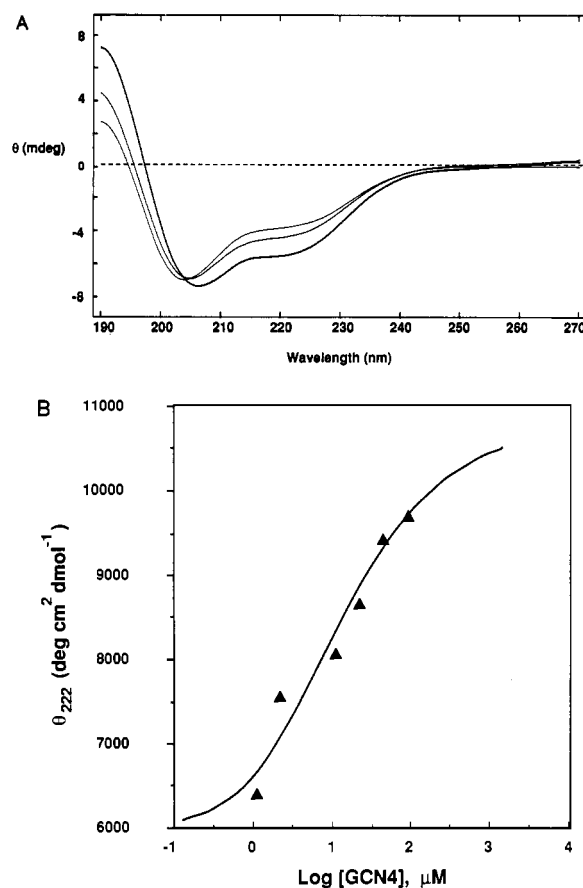 A
8
4
θ (mdeg)
0
-4
-8
190 200 210 220 230 240 250 260 270
Wavelength (nm)
B
11000
10000
9000
8000
7000
6000
θ222 (deg cm2 dmol-1)
-1 0 1 2 3 4
Log [GCN4], μM